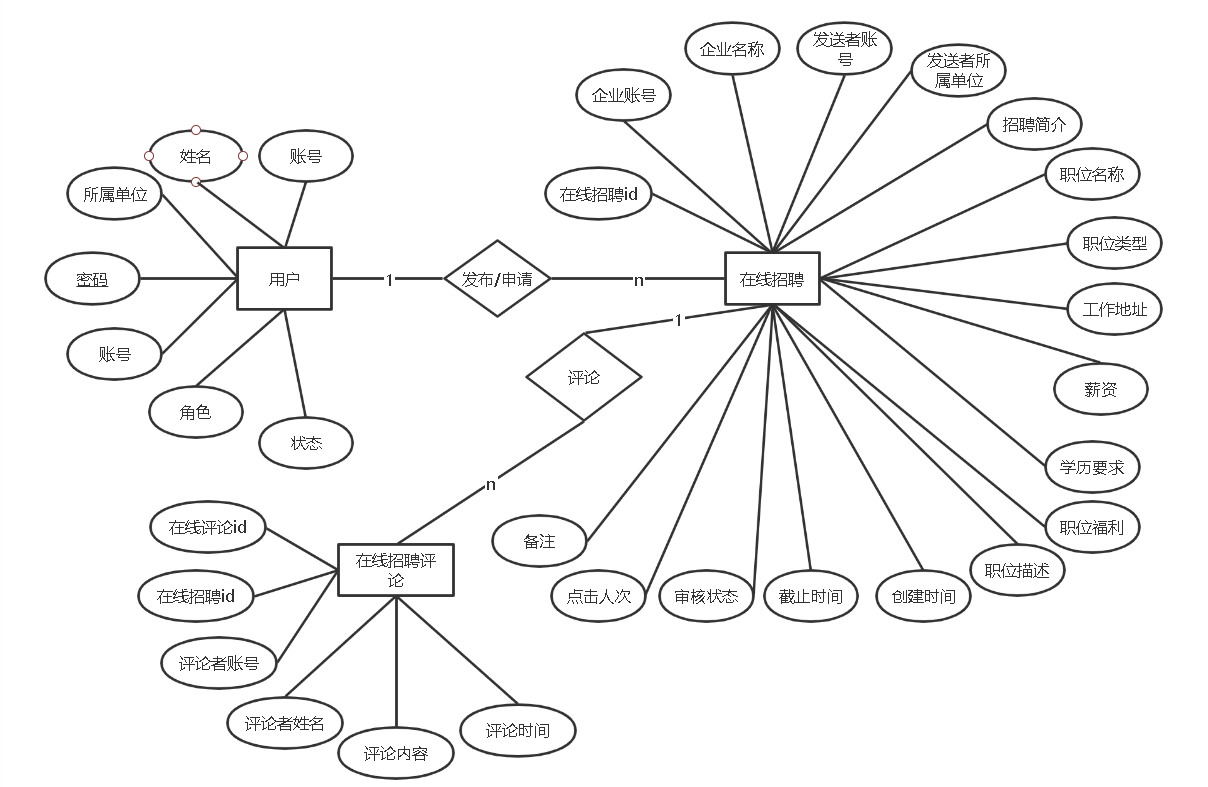 企业名称
发送者账
号
发送者所
属单位
企业账号
招聘简介
姓名
账号
职位名称
所属单位
在线招聘id
职位类型
密码
用户
1
发布/申请
n
在线招聘
工作地址
1
账号
评论
薪资
角色
状态
学历要求
n
在线评论id
备注
职位福利
在线招聘评
论
职位描述
在线招聘id
点击人次
审核状态
截止时间
创建时间
评论者账号
评论者姓名
评论时间
评论内容